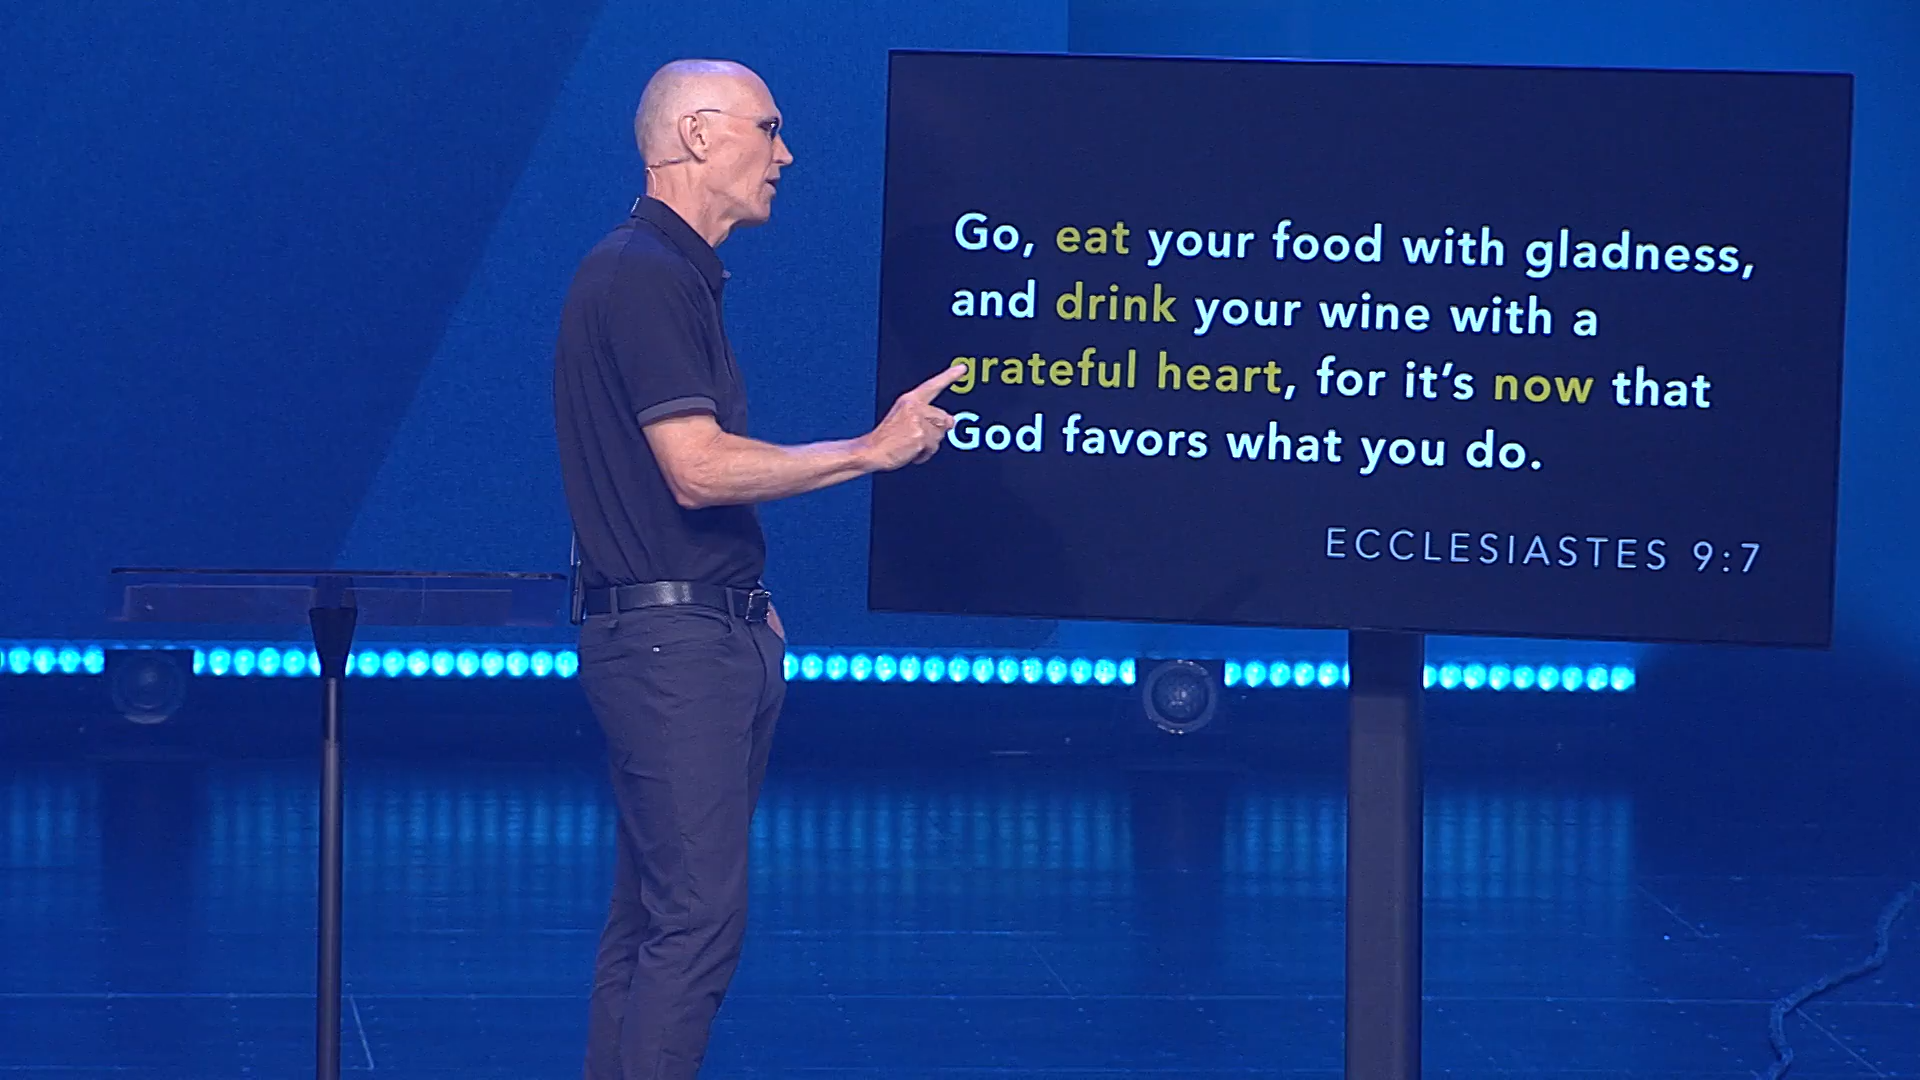 Go, eat your food with gladness,
and drink your wine with a
grateful heart, for it's now that
God favors what you do.
ECCLESIASTES 9:7